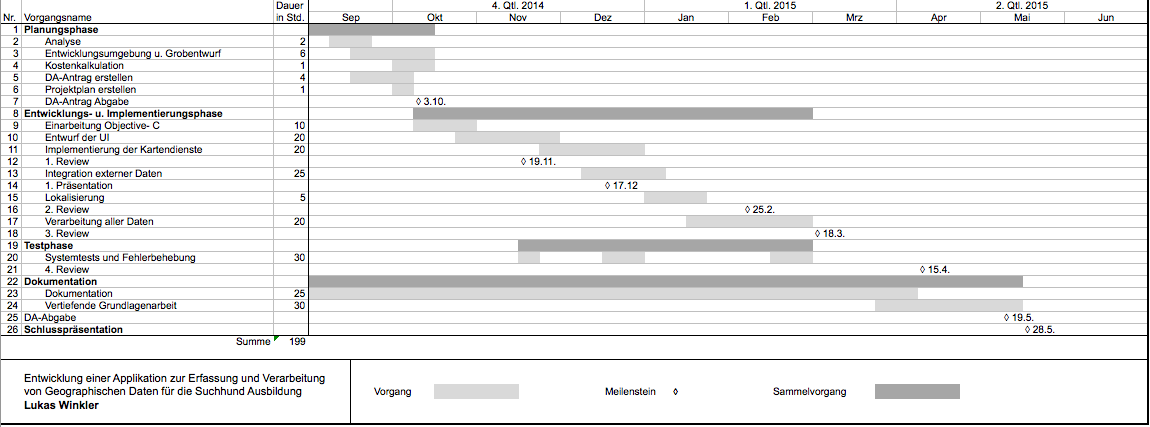 Dauer 4. Qtl. 2014 1. Qtl. 2015 2. Qtl. 2015
Nr. Vorgangsname in Std. Sep Okt Nov Dez Jan Feb Mrz Apr Mai Jun
1 Planungsphase
2 Analyse 2
3 Entwicklungsumgebung u. Grobentwurf 6
4 Kostenkalkulation 1
5 DA-Antrag erstellen 4
6 Projektplan erstellen 1
7 DA-Antrag Abgabe ◊ 3.10.
8 Entwicklungs- u. Implementierungsphase
9 Einarbeitung Objective- C 10
10 Entwurf der UI 20
11 Implementierung der Kartendienste 20
12 1. Review ◊ 19.11.
13 Integration externer Daten 25
14 1. Präsentation ◊ 17.12
15 Lokalisierung 5
16 2. Review ◊ 25.2.
17 Verarbeitung aller Daten 20
18 3. Review ◊ 18.3.
19 Testphase
20 Systemtests und Fehlerbehebung 30
21 4. Review ◊ 15.4.
22 Dokumentation
23 Dokumentation 25
24 Vertiefende Grundlagenarbeit 30
25 DA-Abgabe ◊ 19.5.
26 Schlusspräsentation ◊ 28.5.
Summe 199
Entwicklung einer Applikation zur Erfassung und Verarbeitung
von Geographischen Daten für die Suchhund Ausbildung
Lukas Winkler
Vorgang Meilenstein ◊ Sammelvorgang